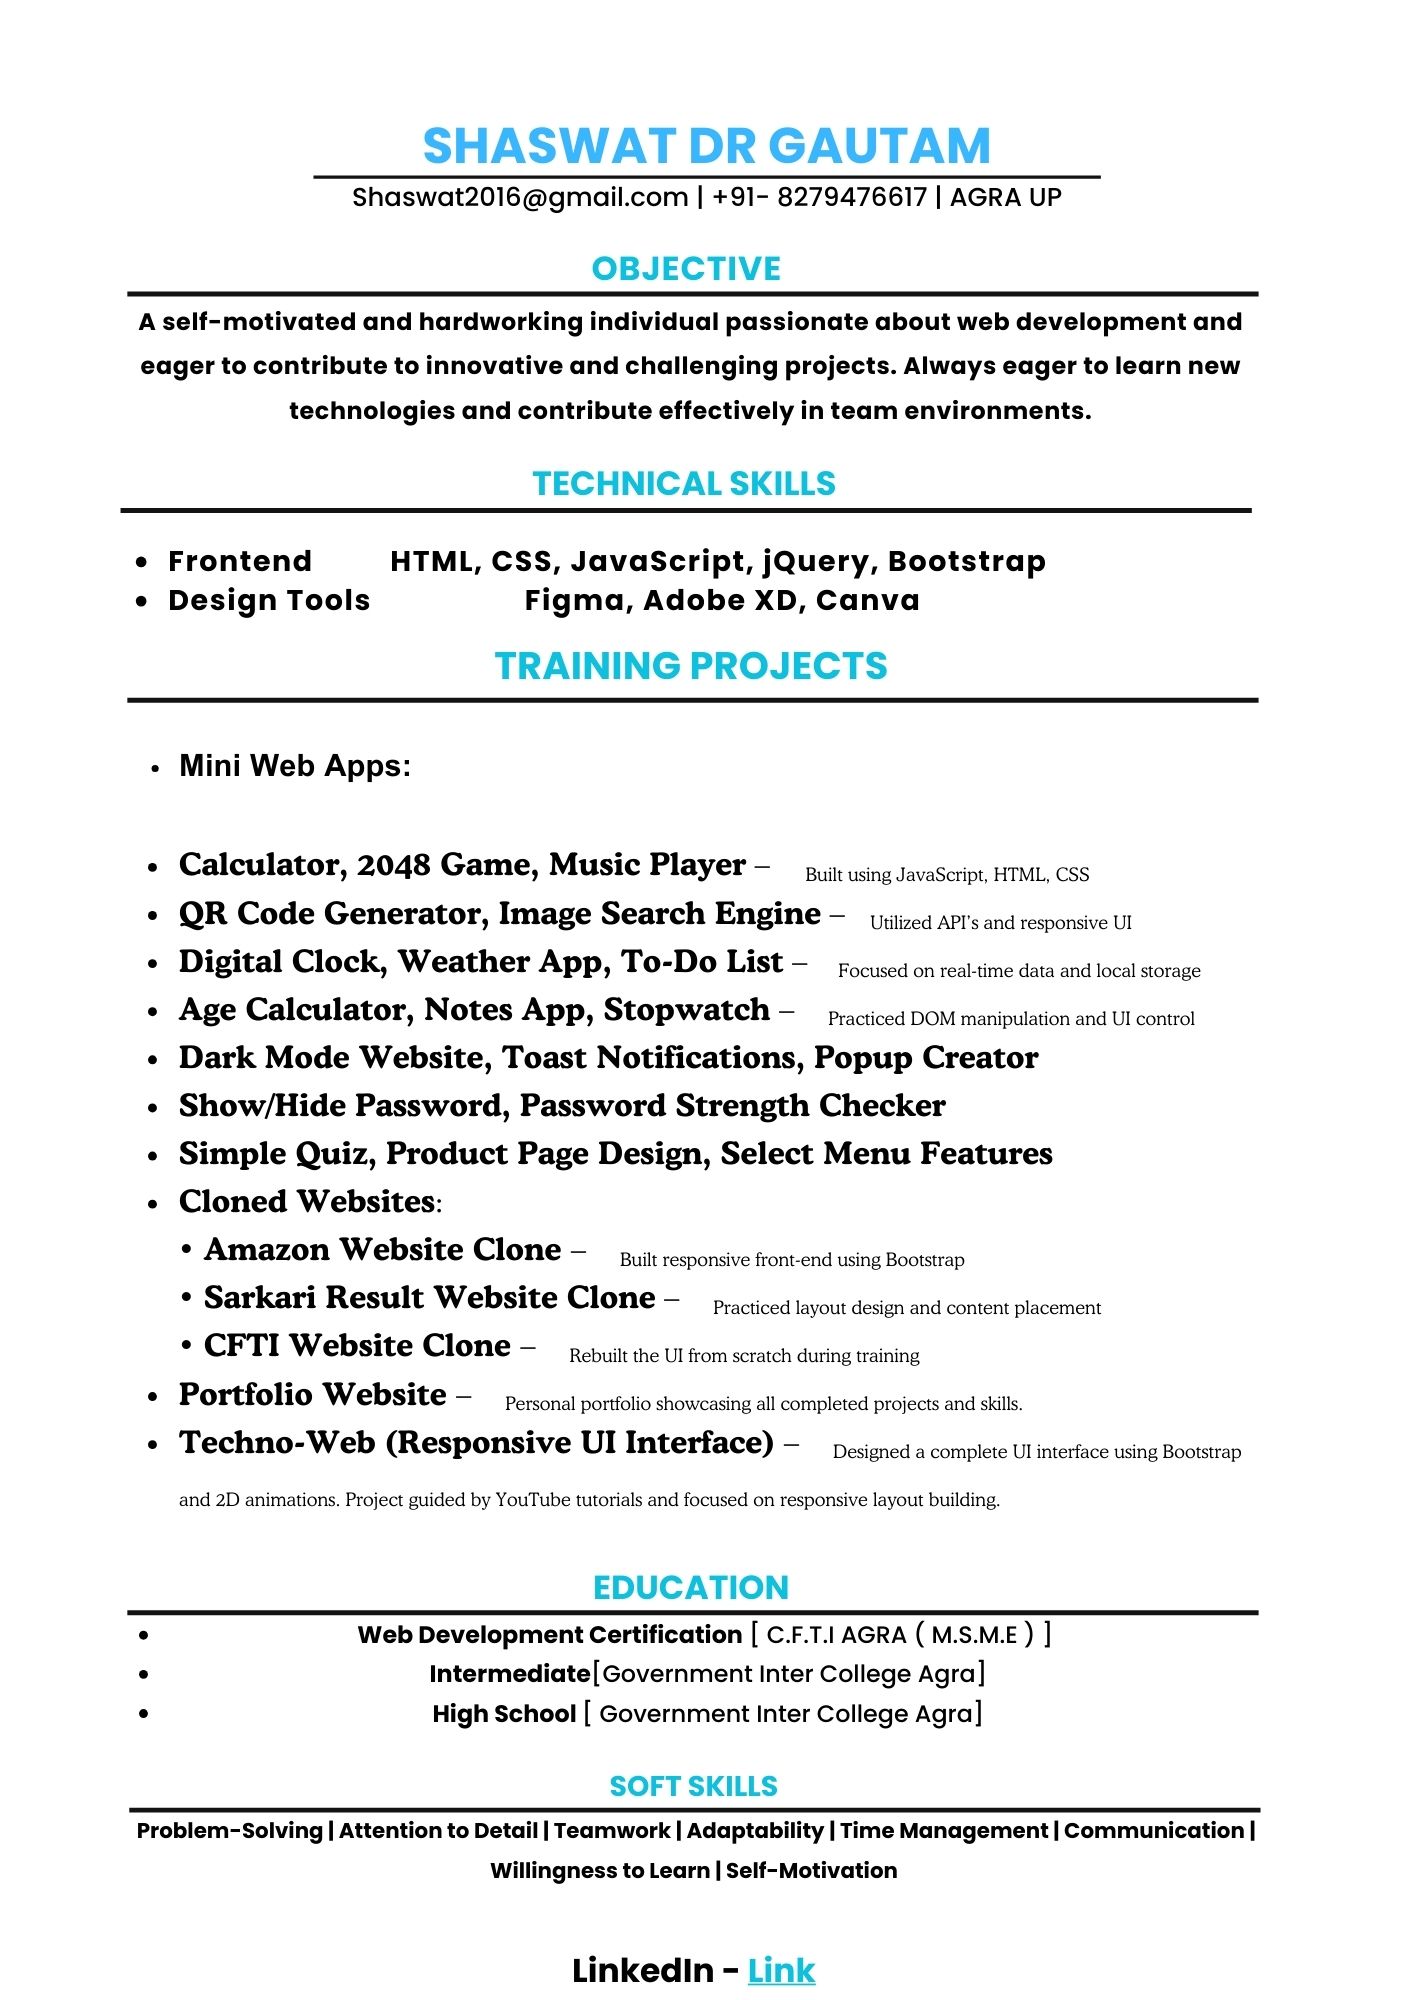 SHASWAT DR GAUTAM
Shaswat2016@gmail.com | +91- 8279476617 | AGRA UP
OBJECTIVE
A self-motivated and hardworking individual passionate about web development and
eager to contribute to innovative and challenging projects. Always eager to learn new
technologies and contribute effectively in team environments.
TECHNICAL SKILLS
• Frontend HTML, CSS, JavaScript, jQuery, Bootstrap
• Design Tools Figma, Adobe XD, Canva
TRAINING PROJECTS
• Mini Web Apps:
• Calculator, 2048 Game, Music Player – Built using JavaScript, HTML, CSS
• QR Code Generator, Image Search Engine – Utilized API's and responsive UI
• Digital Clock, Weather App, To-Do List – Focused on real-time data and local storage
• Age Calculator, Notes App, Stopwatch – Practiced DOM manipulation and UI control
• Dark Mode Website, Toast Notifications, Popup Creator
• Show/Hide Password, Password Strength Checker
• Simple Quiz, Product Page Design, Select Menu Features
• Cloned Websites:
• Amazon Website Clone – Built responsive front-end using Bootstrap
• Sarkari Result Website Clone – Practiced layout design and content placement
• CFTI Website Clone – Rebuilt the UI from scratch during training
• Portfolio Website – Personal portfolio showcasing all completed projects and skills.
• Techno-Web (Responsive UI Interface) – Designed a complete UI interface using Bootstrap
and 2D animations. Project guided by YouTube tutorials and focused on responsive layout building.
EDUCATION
• Web Development Certification [ C.F.T.I AGRA ( M.S.M.E ) ]
• Intermediate[Government Inter College Agra]
• High School [ Government Inter College Agra]
SOFT SKILLS
Problem-Solving | Attention to Detail | Teamwork | Adaptability | Time Management | Communication |
Willingness to Learn | Self-Motivation
LinkedIn - Link